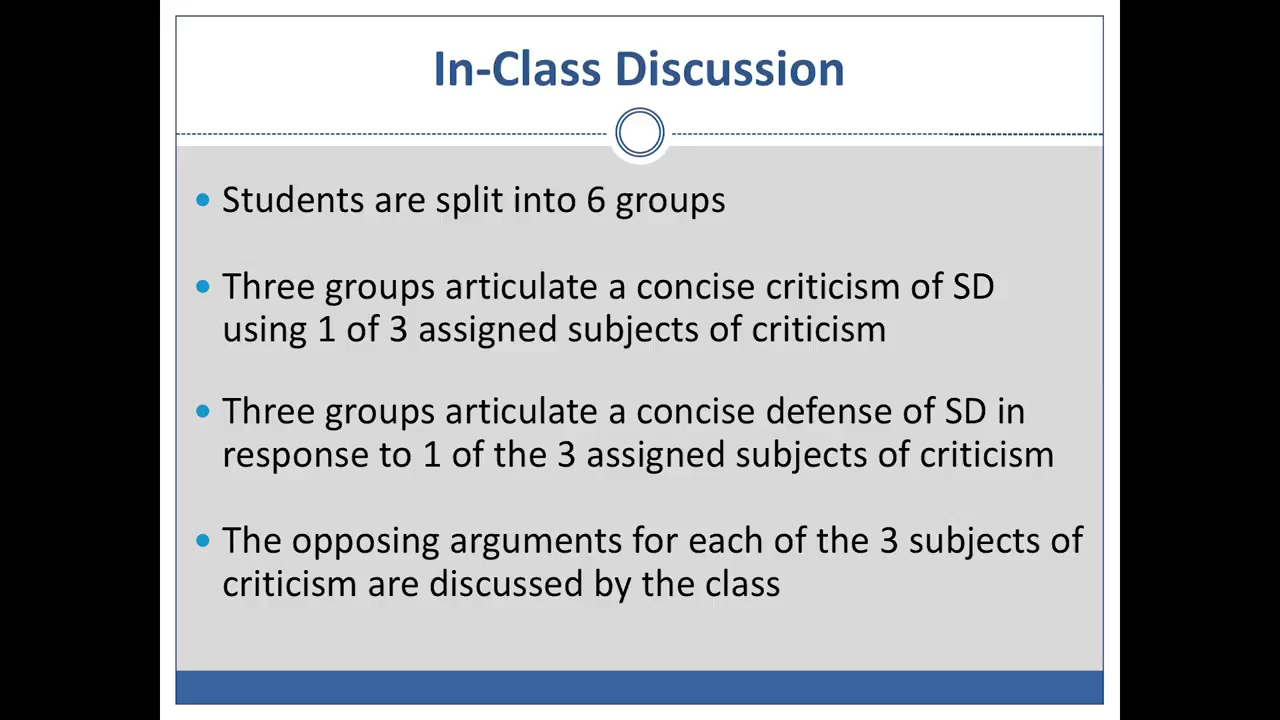 In-Class Discussion
• Students are split into 6 groups
• Three groups articulate a concise criticism of SD
using 1 of 3 assigned subjects of criticism
• Three groups articulate a concise defense of SD in
response to 1 of the 3 assigned subjects of criticism
• The opposing arguments for each of the 3 subjects of
criticism are discussed by the class